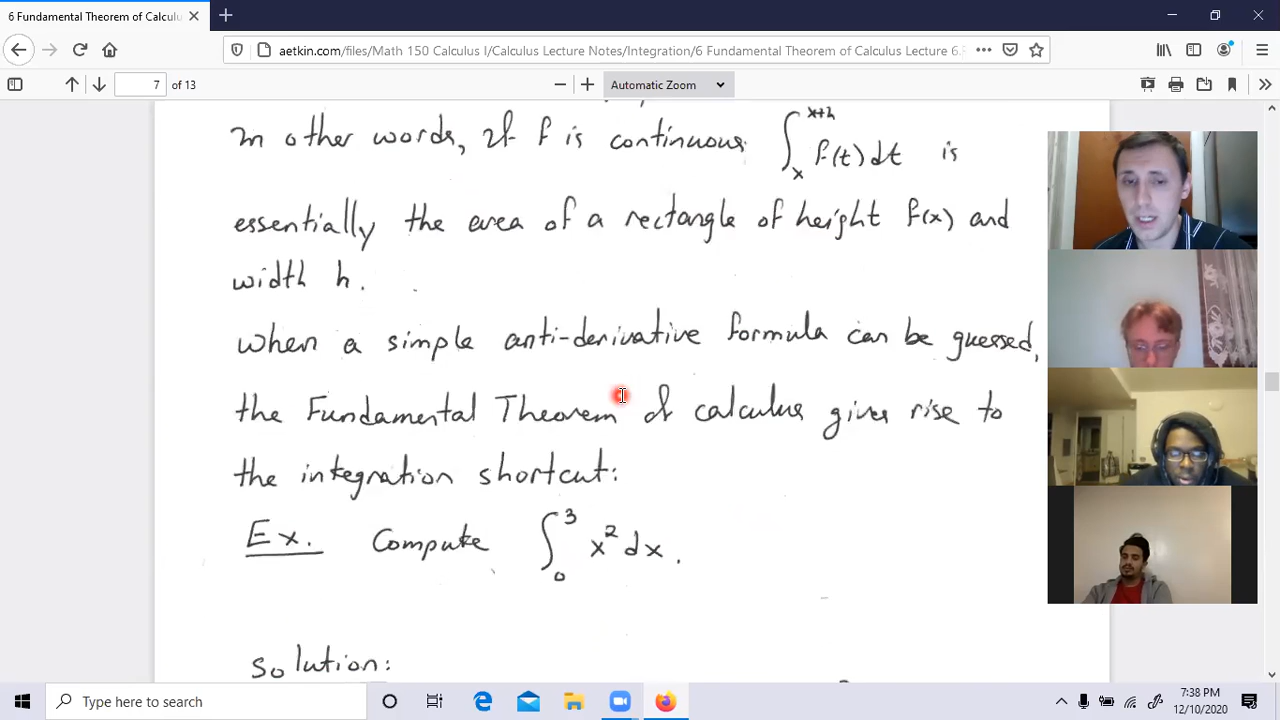 6 Fundamental Theorem of Calculu
aetkin.com/files/Math 150 Calculus I/Calculus Lecture Notes/Integration/6 Fundamental Theorem of Calculus Lecture 6.
7 of 13
Automatic Zoom
In other words, if f is continuous ∫_x^{x+h} f(t)dt is
essentially the area of a rectangle of height f(x) and
width h.
When a simple anti-derivative formula can be guessed,
the Fundamental Theorem of calculus gives rise to
the integration shortcut:
Ex. Compute ∫_0^3 x² dx.
Solution:
Type here to search
7:38 PM
12/10/2020